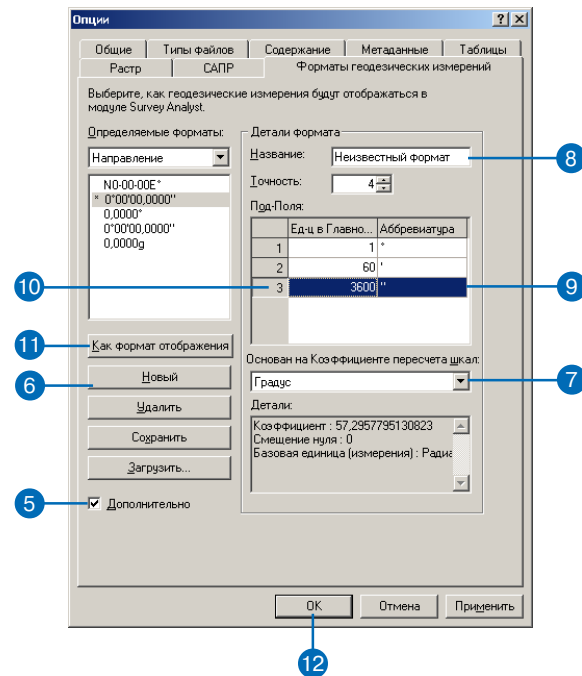 Опции
Общие Типы файлов Содержание Метаданные Таблицы
Растр САПР Форматы геодезических измерений
Выберите, как геодезические измерения будут отображаться в
модуле Survey Analyst.
Определяемые форматы:
Направление
N0-00-00E*
* 0°00'00,0000''
0,0000°
0°00'00,0000''
0,0000g
Детали формата
Название: Неизвестный формат
8
Точность: 4
Под-Поля:
Ед-ц в Главно... Аббревиатура
1 1 °
2 60 '
10 3 3600 '' 9
11 Как формат отображения
6 Новый
Удалить
Сохранить
Загрузить...
5 Дополнительно
Основан на Коэффициенте пересчета шкал:
Градус 7
Детали:
Коэффициент : 57,2957795130823
Смещение нуля : 0
Базовая единица (измерения) : Радиа
OK Отмена Применить
12